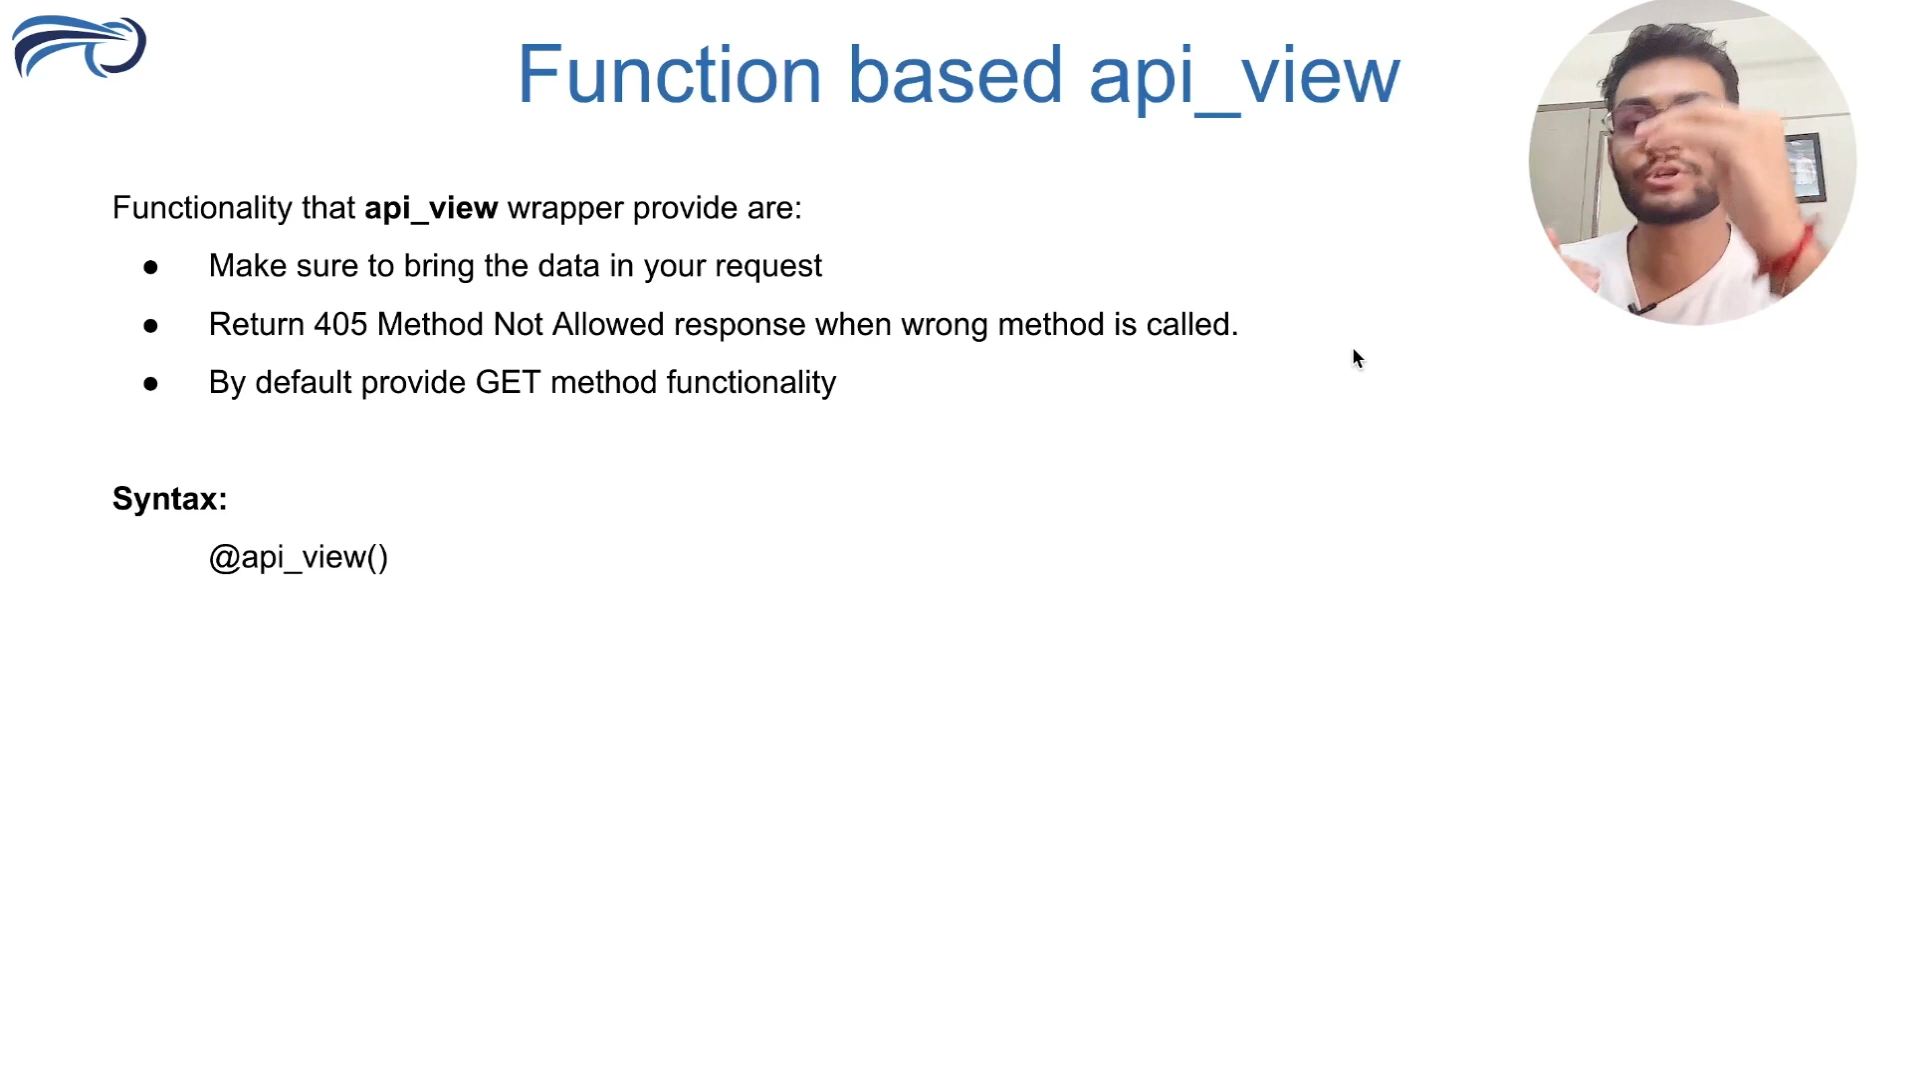 Function based api_view
Functionality that api_view wrapper provide are:
● Make sure to bring the data in your request
● Return 405 Method Not Allowed response when wrong method is called.
● By default provide GET method functionality
Syntax:
@api_view()